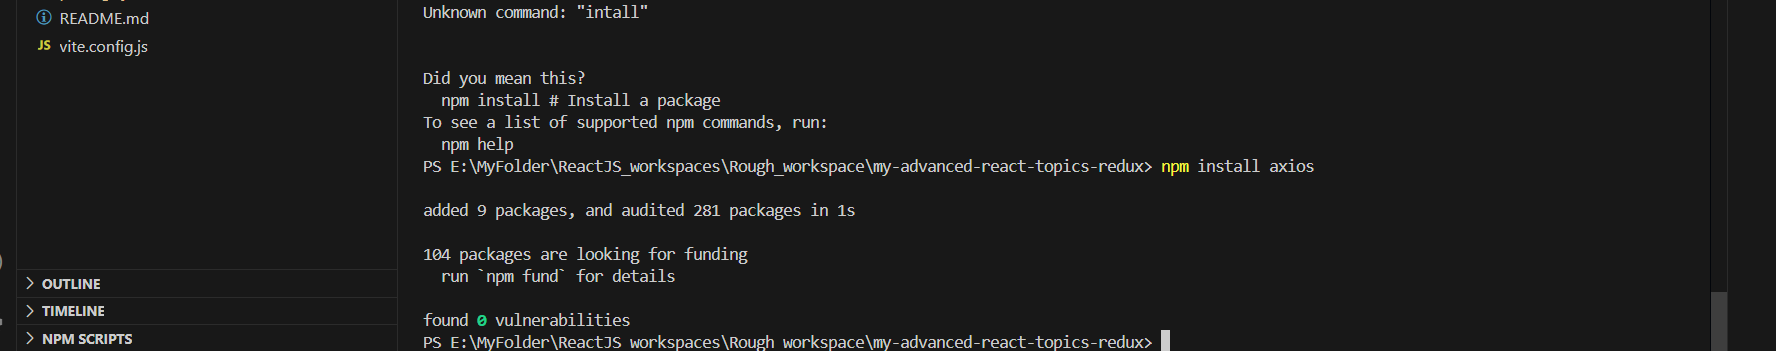 README.md
JS vite.config.js
OUTLINE
TIMELINE
NPM SCRIPTS
Unknown command: "intall"
Did you mean this?
npm install # Install a package
To see a list of supported npm commands, run:
npm help
PS E:\MyFolder\ReactJS_workspaces\Rough_workspace\my-advanced-react-topics-redux> npm install axios
added 9 packages, and audited 281 packages in 1s
104 packages are looking for funding
run `npm fund` for details
found 0 vulnerabilities
PS E:\MyFolder\ReactJS_workspaces\Rough_workspace\my-advanced-react-topics-redux>